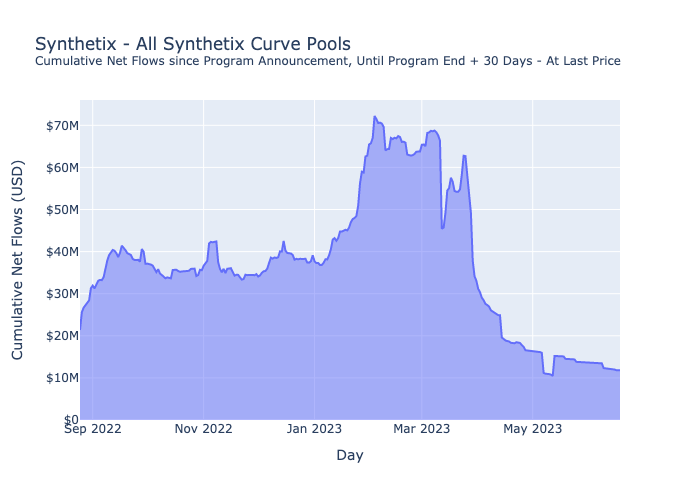 Synthetix - All Synthetix Curve Pools
Cumulative Net Flows since Program Announcement, Until Program End + 30 Days - At Last Price
Cumulative Net Flows (USD)
$70M
$60M
$50M
$40M
$30M
$20M
$10M
$0
Sep 2022
Nov 2022
Jan 2023
Mar 2023
May 2023
Day